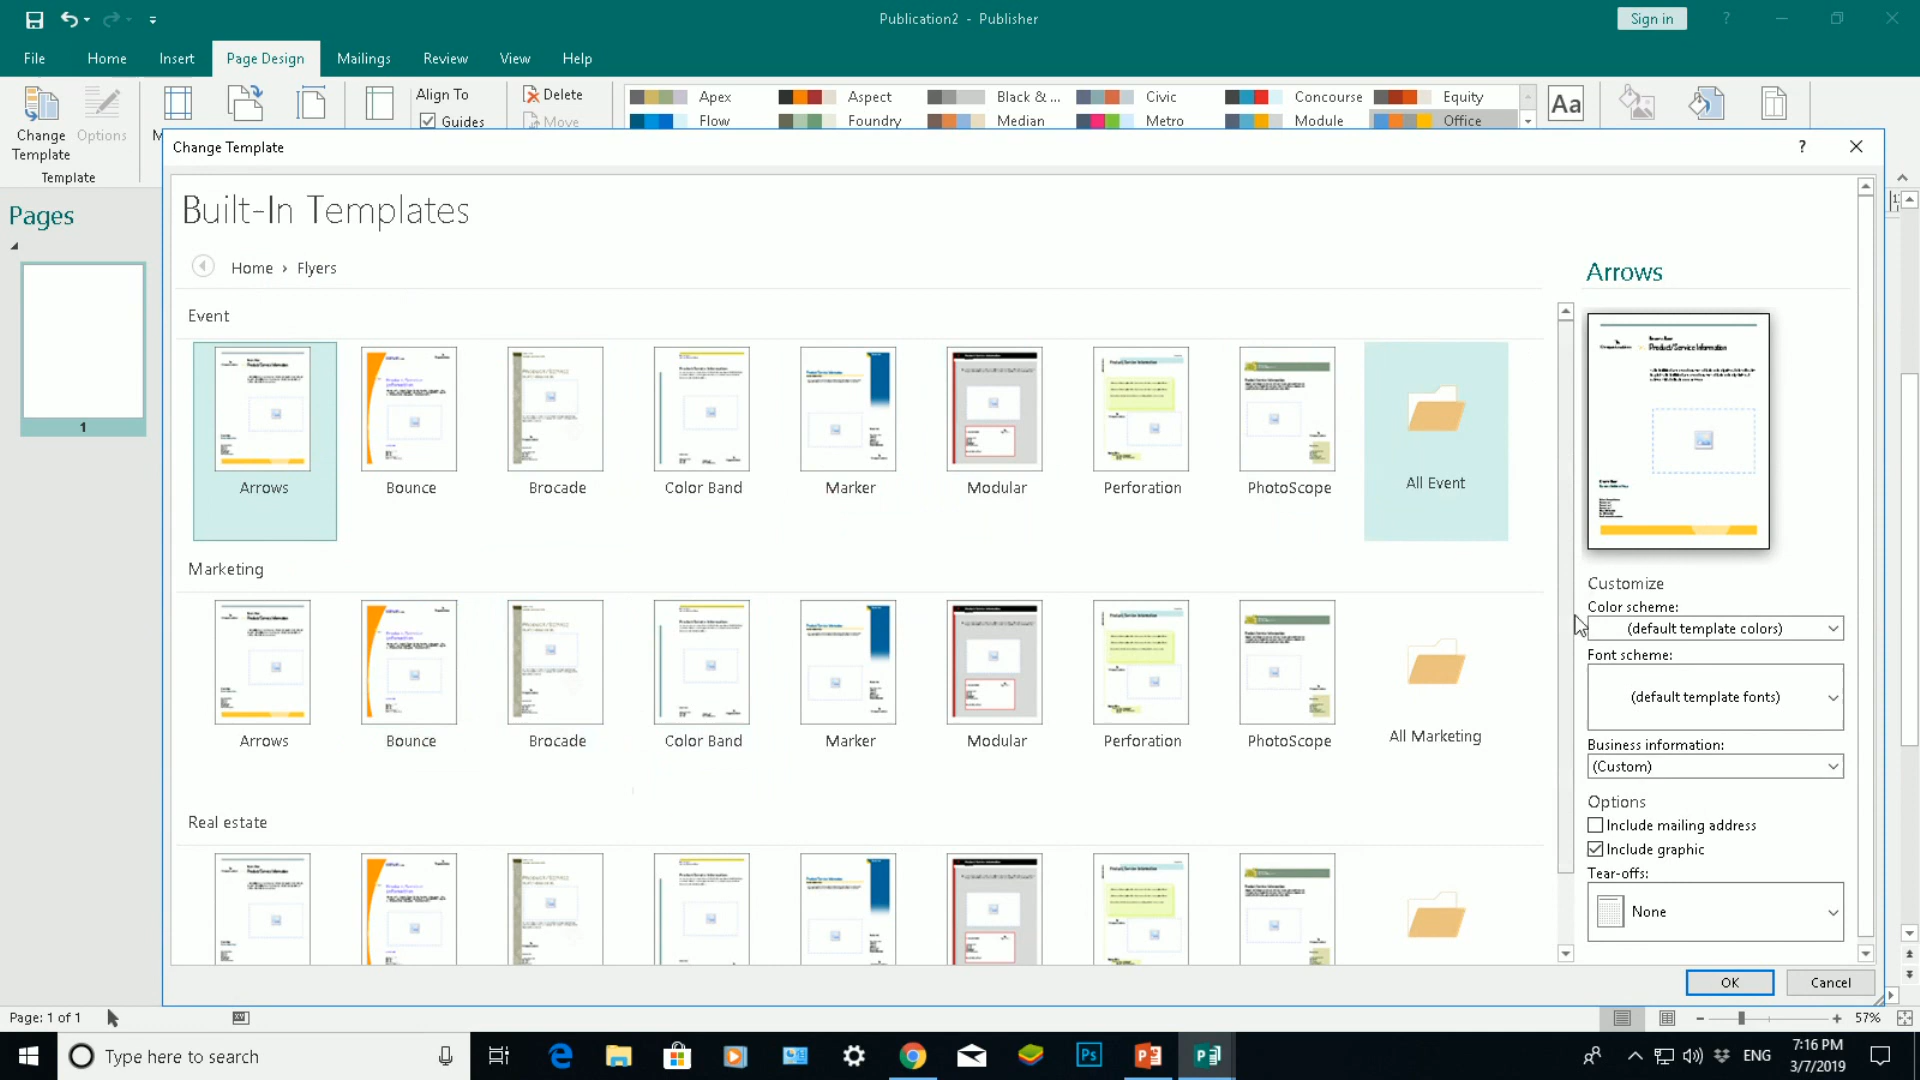 Publication2 - Publisher
Sign in
?
File
Home
Insert
Page Design
Mailings
Review
View
Help
Change
Template
Options
Template
Align To
Guides
Delete
Move
Apex
Aspect
Black & ...
Civic
Concourse
Equity
Flow
Foundry
Median
Metro
Module
Office
Aa
Change Template
?
Pages
1
Built-In Templates
Home › Flyers
Event
Arrows
Bounce
Brocade
Color Band
Marker
Modular
Perforation
PhotoScope
All Event
Marketing
Arrows
Bounce
Brocade
Color Band
Marker
Modular
Perforation
PhotoScope
All Marketing
Real estate
Arrows
Product/Service Information
Customize
Color scheme:
(default template colors)
Font scheme:
(default template fonts)
Business information:
(Custom)
Options
Include mailing address
Include graphic
Tear-offs:
None
OK
Cancel
Page: 1 of 1
57%
Type here to search
Ps
ENG
7:16 PM
3/7/2019